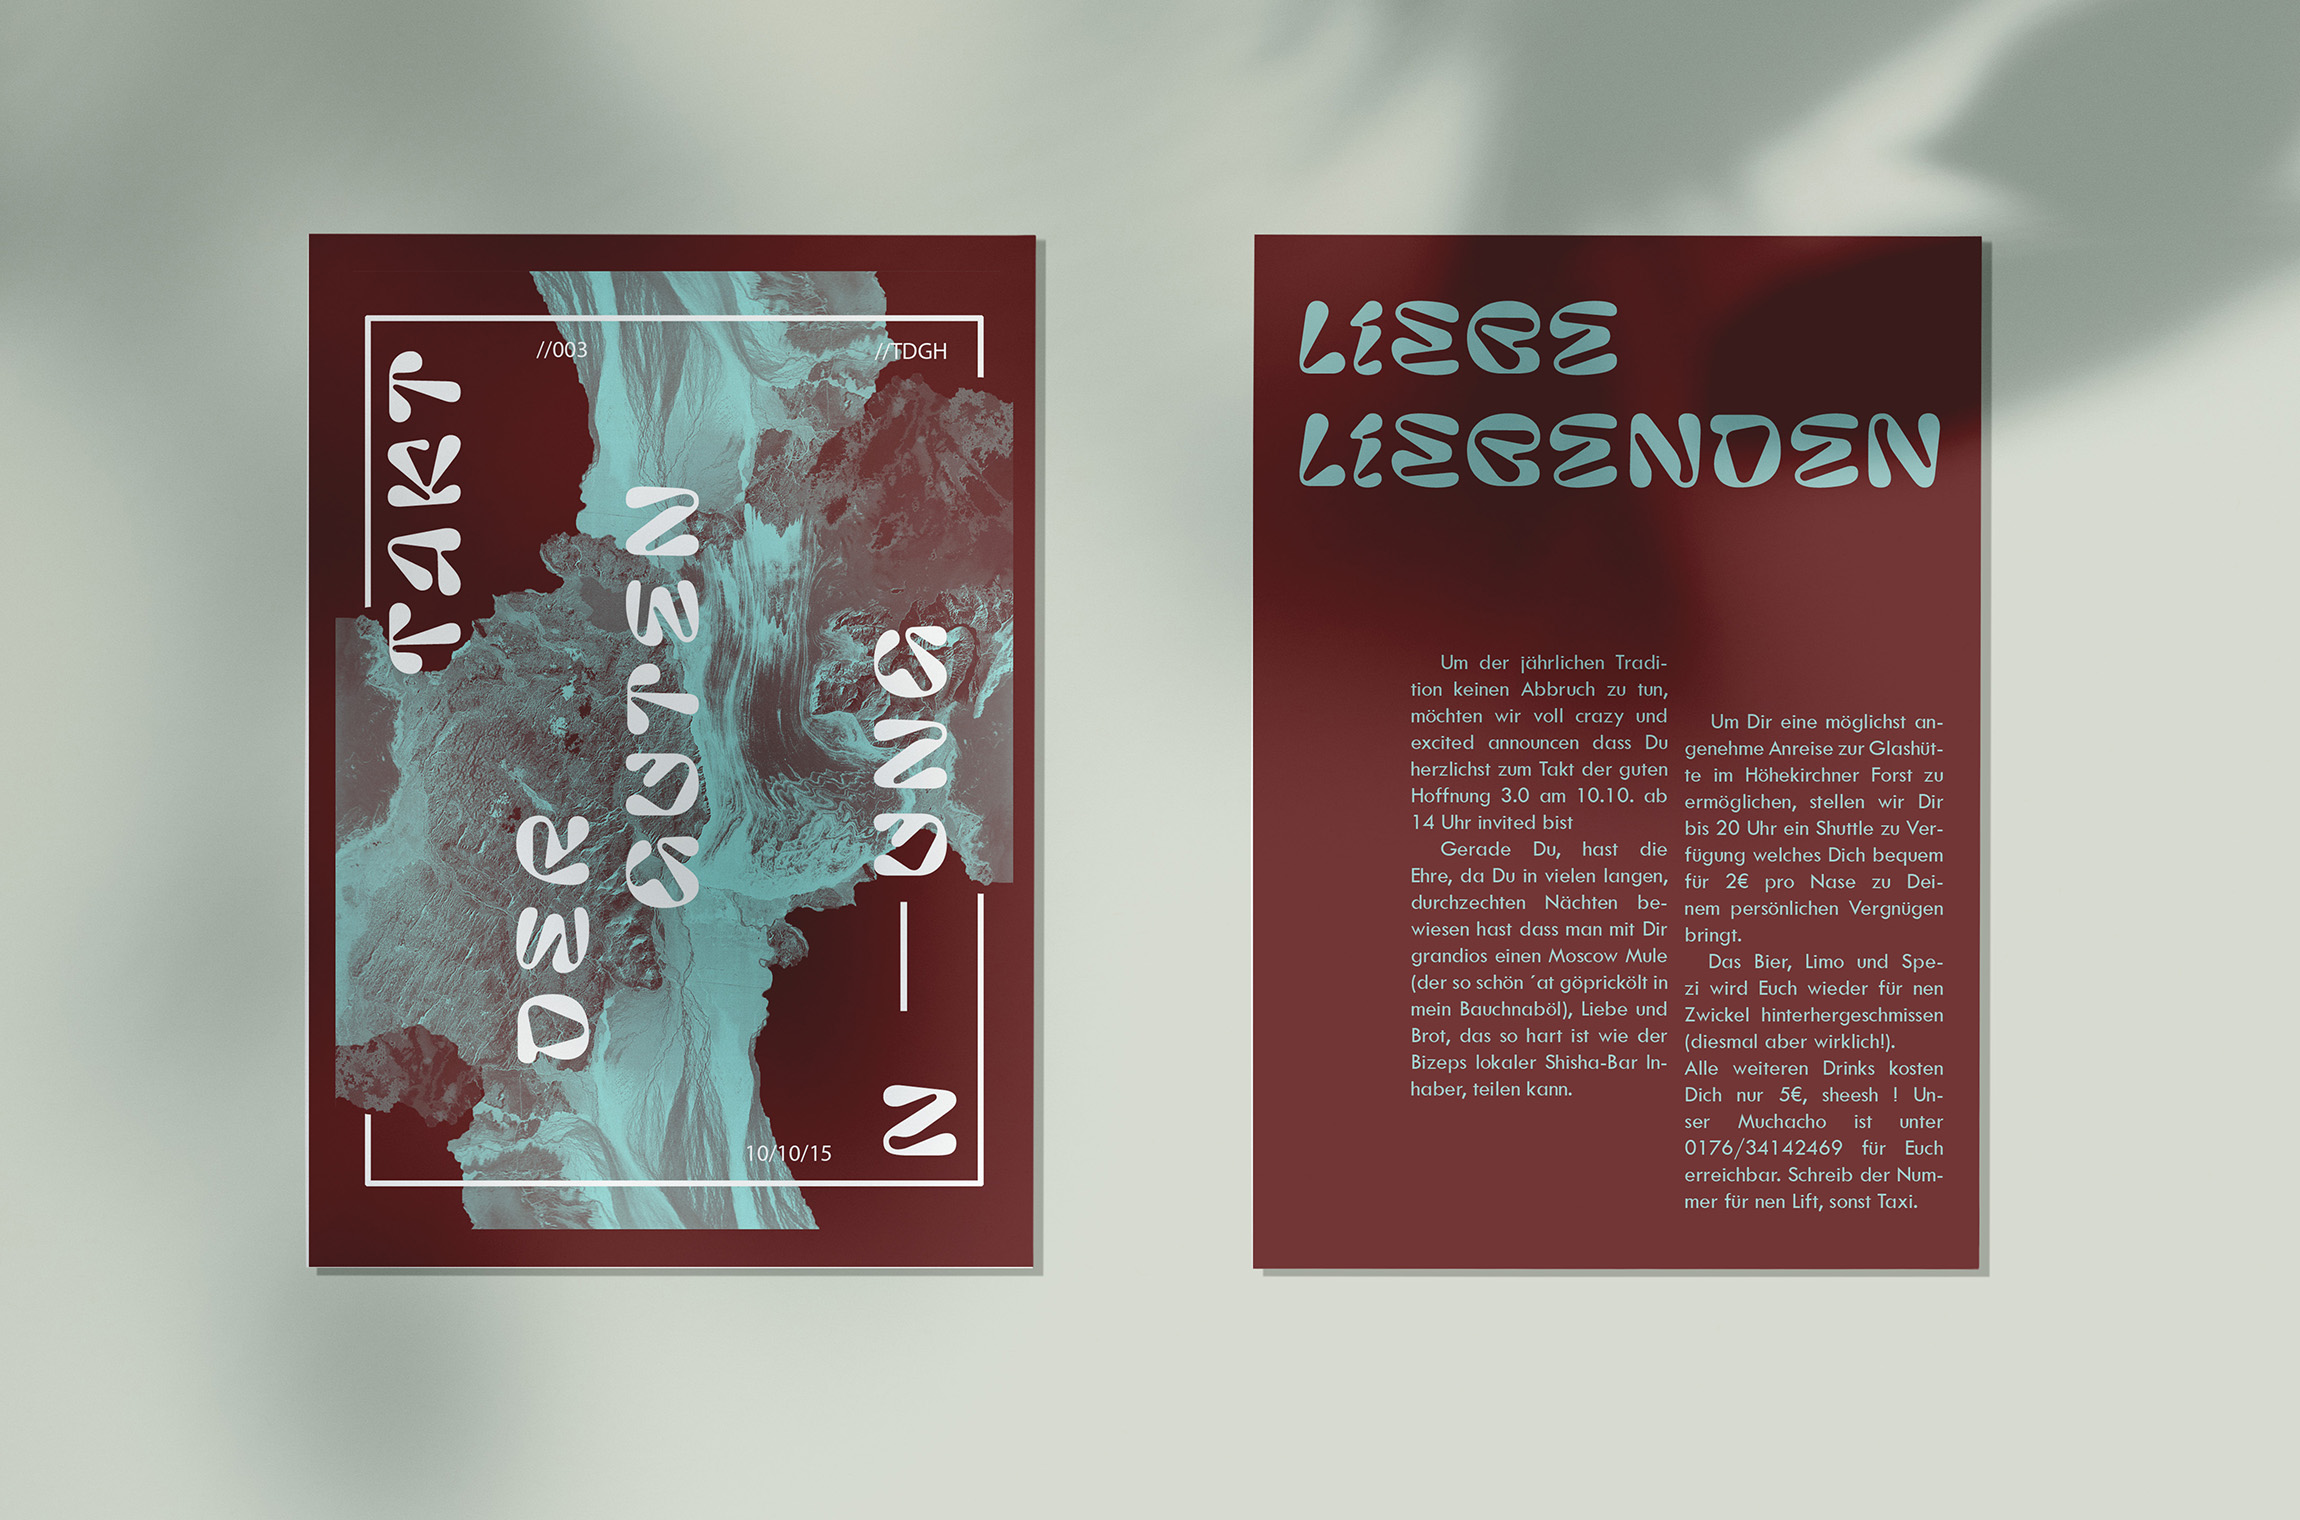 //003
//TDGH
TAKT
DER
GUTEN
N — UNG
10/10/15
LIEBE
LIEBENDEN
Um der jährlichen Tradi-
tion keinen Abbruch zu tun,
möchten wir voll crazy und
excited announcen dass Du
herzlichst zum Takt der guten
Hoffnung 3.0 am 10.10. ab
14 Uhr invited bist
Gerade Du, hast die
Ehre, da Du in vielen langen,
durchzechten Nächten be-
wiesen hast dass man mit Dir
grandios einen Moscow Mule
(der so schön ´at göprickölt in
mein Bauchnaböl), Liebe und
Brot, das so hart ist wie der
Bizeps lokaler Shisha-Bar In-
haber, teilen kann.
Um Dir eine möglichst an-
genehme Anreise zur Glashüt-
te im Höhekirchner Forst zu
ermöglichen, stellen wir Dir
bis 20 Uhr ein Shuttle zu Ver-
fügung welches Dich bequem
für 2€ pro Nase zu Dei-
nem persönlichen Vergnügen
bringt.
Das Bier, Limo und Spe-
zi wird Euch wieder für nen
Zwickel hinterhergeschmissen
(diesmal aber wirklich!).
Alle weiteren Drinks kosten
Dich nur 5€, sheesh ! Un-
ser Muchacho ist unter
0176/34142469 für Euch
erreichbar. Schreib der Num-
mer für nen Lift, sonst Taxi.